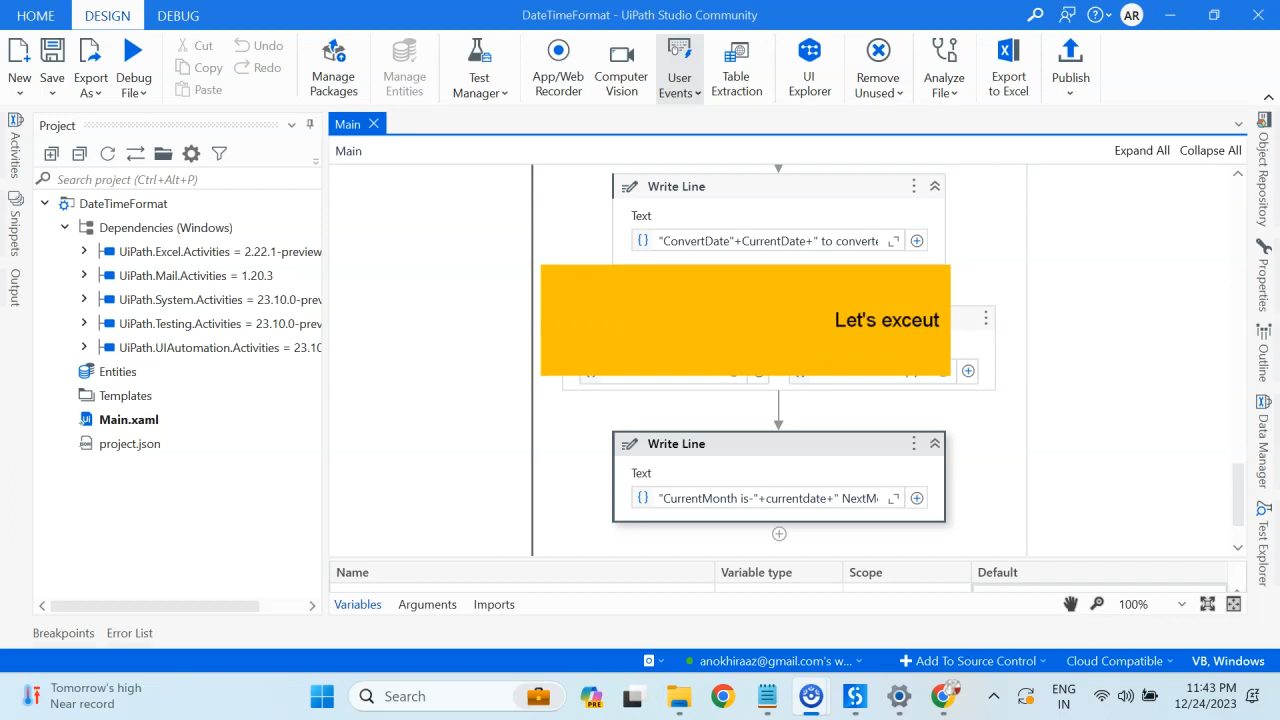 HOME DESIGN DEBUG DateTimeFormat - UiPath Studio Community AR
New
Save
Export
As
Debug
File
Cut
Copy
Paste
Undo
Redo
Manage
Packages
Manage
Entities
Test
Manager
App/Web
Recorder
Computer
Vision
User
Events
Table
Extraction
UI
Explorer
Remove
Unused
Analyze
File
Export
to Excel
Publish
Activities
Snippets
Output
Project
Search project (Ctrl+Alt+P)
DateTimeFormat
Dependencies (Windows)
UiPath.Excel.Activities = 2.22.1-preview
UiPath.Mail.Activities = 1.20.3
UiPath.System.Activities = 23.10.0-prev
UiPath.Testing.Activities = 23.10.0-prev
UiPath.UIAutomation.Activities = 23.10
Entities
Templates
Main.xaml
project.json
Main
Main
Expand All Collapse All
Write Line
Text
"ConvertDate"+CurrentDate+" to converte
Let's exceut
Write Line
Text
"CurrentMonth is-"+currentdate+" NextM
Name Variable type Scope Default
Variables Arguments Imports
100%
Object Repository
Properties
Outline
Data Manager
Test Explorer
Breakpoints Error List
anokhiraaz@gmail.com's w... Add To Source Control Cloud Compatible VB, Windows
Tomorrow's high
Near record
Search
PRE
ENG
IN
11:43 PM
12/24/2023